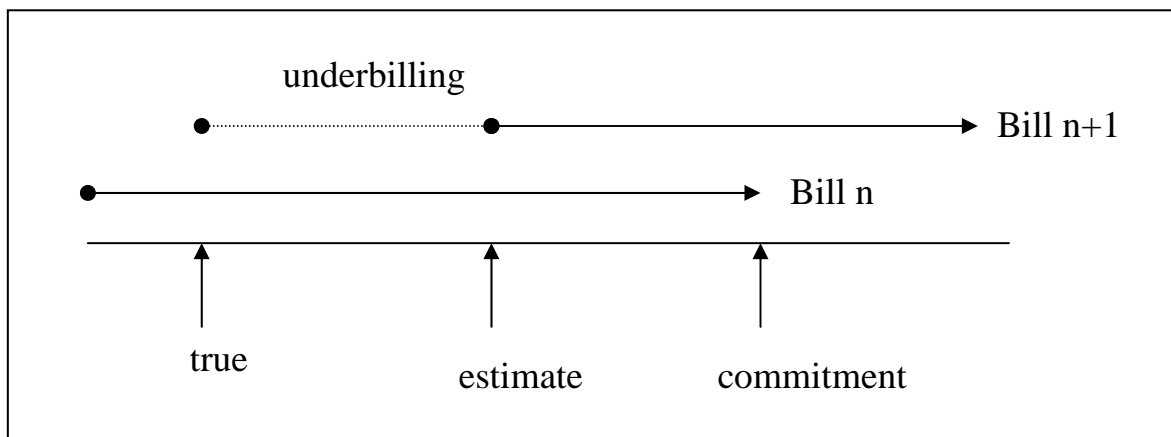 underbilling
Bill n+1
Bill n
true
estimate
commitment